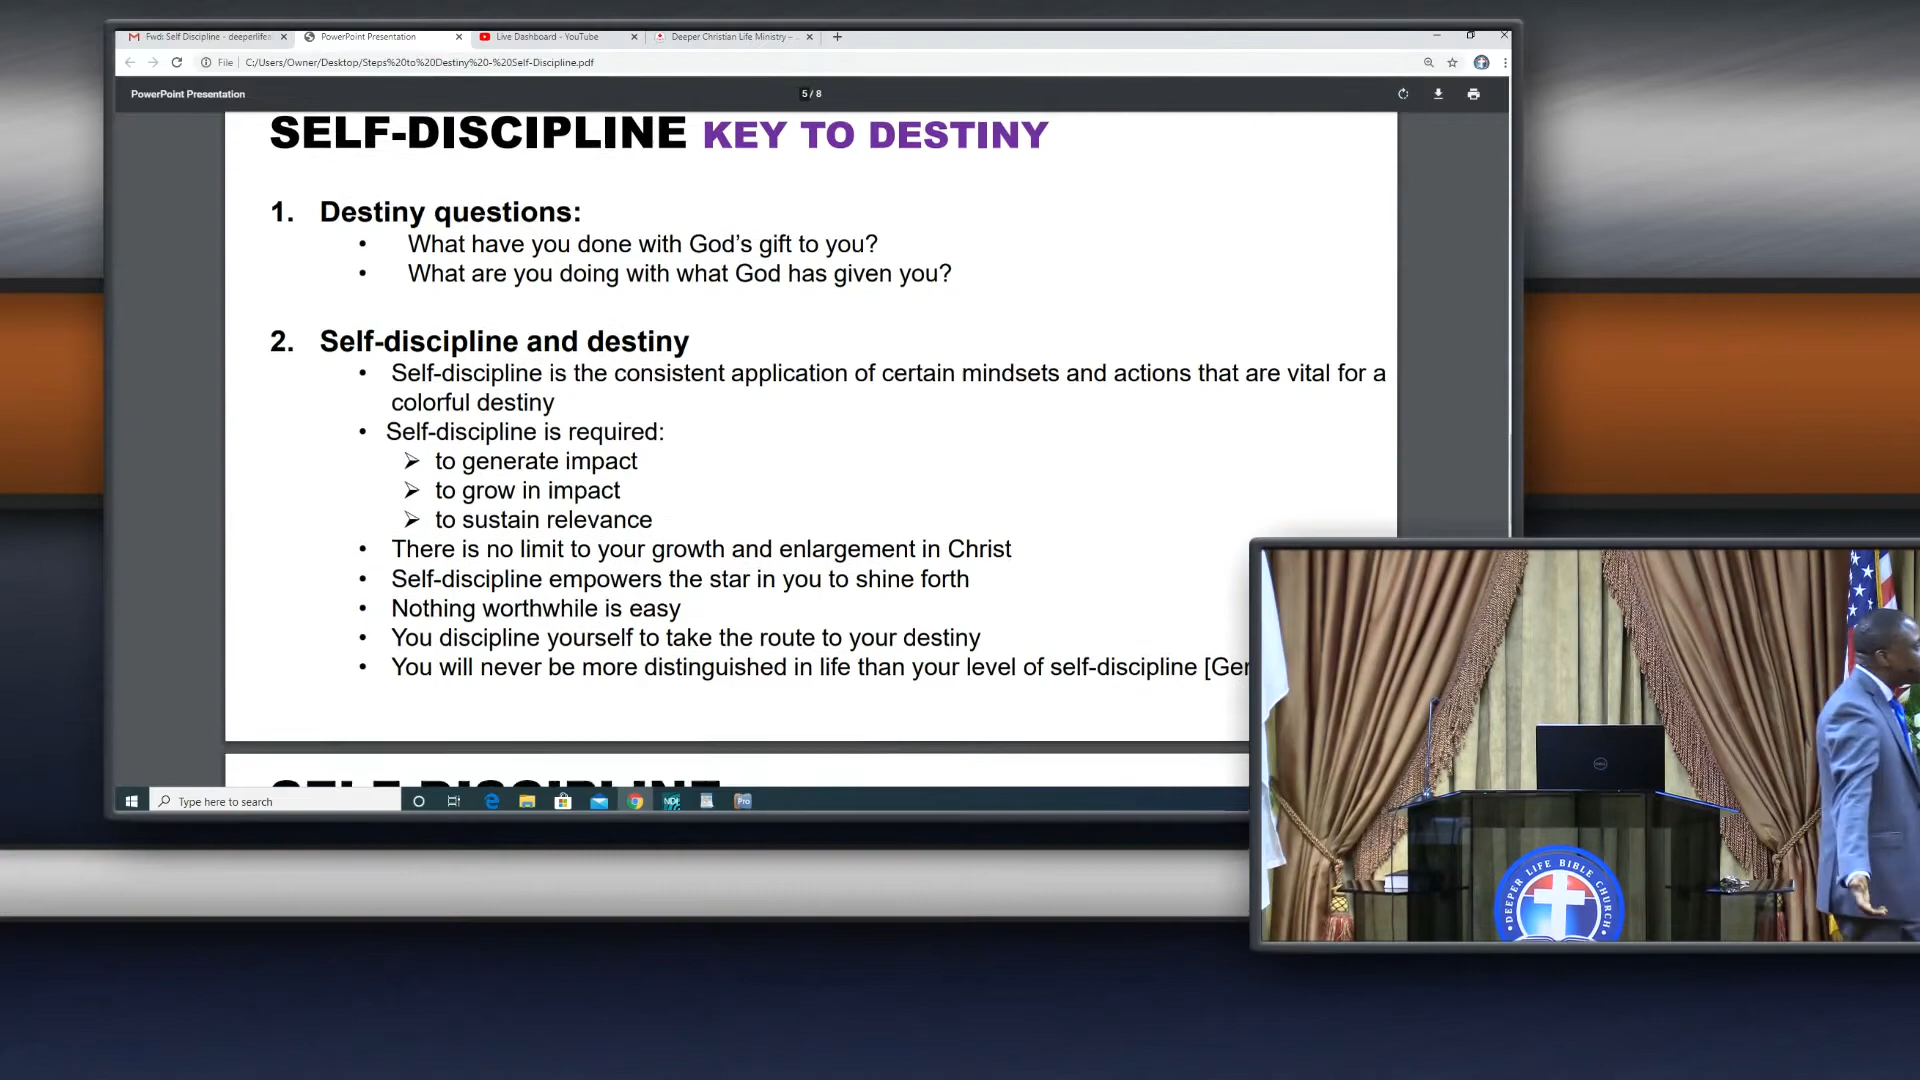 Fwd: Self Discipline - deeperlifes
PowerPoint Presentation
Live Dashboard - YouTube
Deeper Christian Life Ministry –
File
C:/Users/Owner/Desktop/Steps%20to%20Destiny%20-%20Self-Discipline.pdf
PowerPoint Presentation
5 / 8
SELF-DISCIPLINE KEY TO DESTINY
1. Destiny questions:
• What have you done with God's gift to you?
• What are you doing with what God has given you?
2. Self-discipline and destiny
• Self-discipline is the consistent application of certain mindsets and actions that are vital for a
colorful destiny
• Self-discipline is required:
➢ to generate impact
➢ to grow in impact
➢ to sustain relevance
• There is no limit to your growth and enlargement in Christ
• Self-discipline empowers the star in you to shine forth
• Nothing worthwhile is easy
• You discipline yourself to take the route to your destiny
• You will never be more distinguished in life than your level of self-discipline [Ger
SELF-DISCIPLINE
Type here to search
NDI
Pro
DELL
DEEPER LIFE BIBLE CHURCH